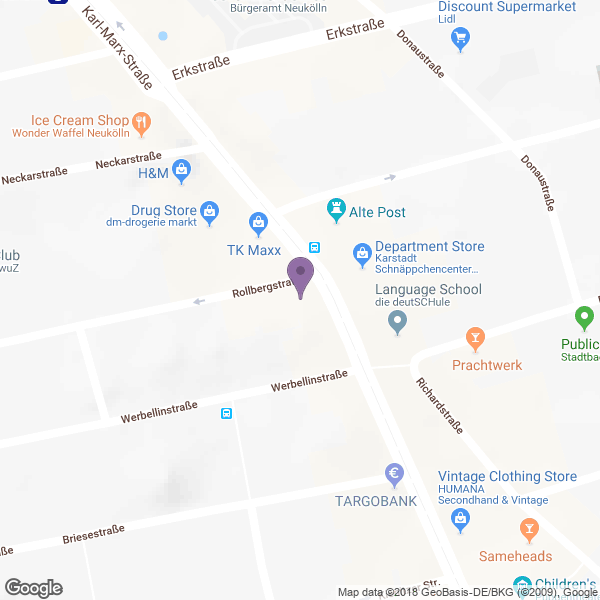 Bürgeramt Neukölln
Discount Supermarket
Lidl
Karl-Marx-Straße
Erkstraße
Donaustraße
Ice Cream Shop
Wonder Waffel Neukölln
Neckarstraße
Neckarstraße
Donaustraße
H&M
Drug Store
dm-drogerie markt
Alte Post
TK Maxx
Department Store
Karstadt
Schnäppchencenter...
Club
wuZ
Rollbergstra
Language School
die deutSCHule
Public
Stadtba
Prachtwerk
Werbellinstraße
Werbellinstraße
Richardstraße
Vintage Clothing Store
HUMANA
Secondhand & Vintage
TARGOBANK
Briesestraße
Sameheads
Children's
str.
Google
Map data ©2018 GeoBasis-DE/BKG (©2009), Google